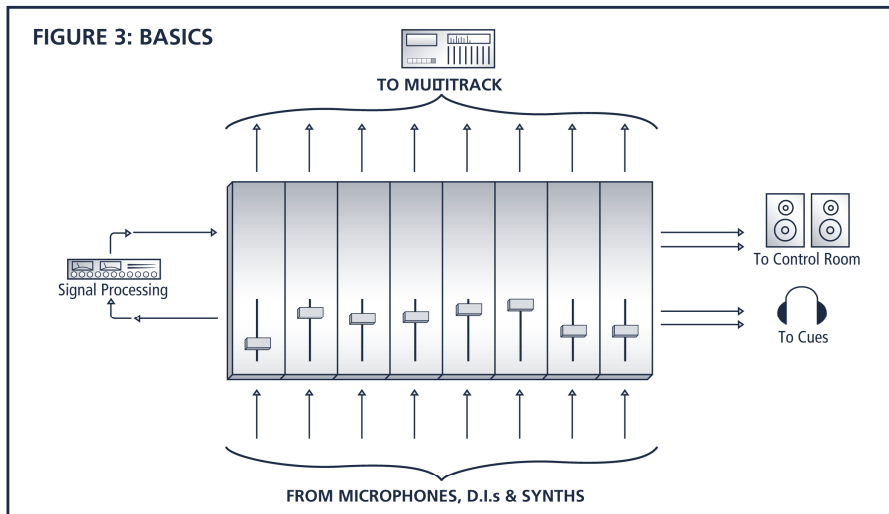 FIGURE 3: BASICS
TO MULTITRACK
Signal Processing
To Control Room
To Cues
FROM MICROPHONES, D.I.s & SYNTHS